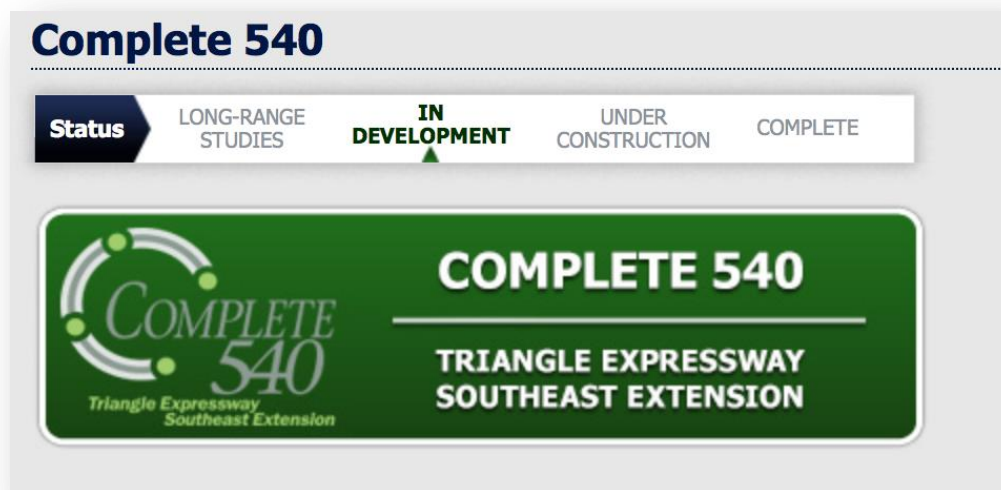 Complete 540
Status
LONG-RANGE
STUDIES
IN
DEVELOPMENT
UNDER
CONSTRUCTION
COMPLETE
COMPLETE
540
Triangle Expressway
Southeast Extension
COMPLETE 540
TRIANGLE EXPRESSWAY
SOUTHEAST EXTENSION